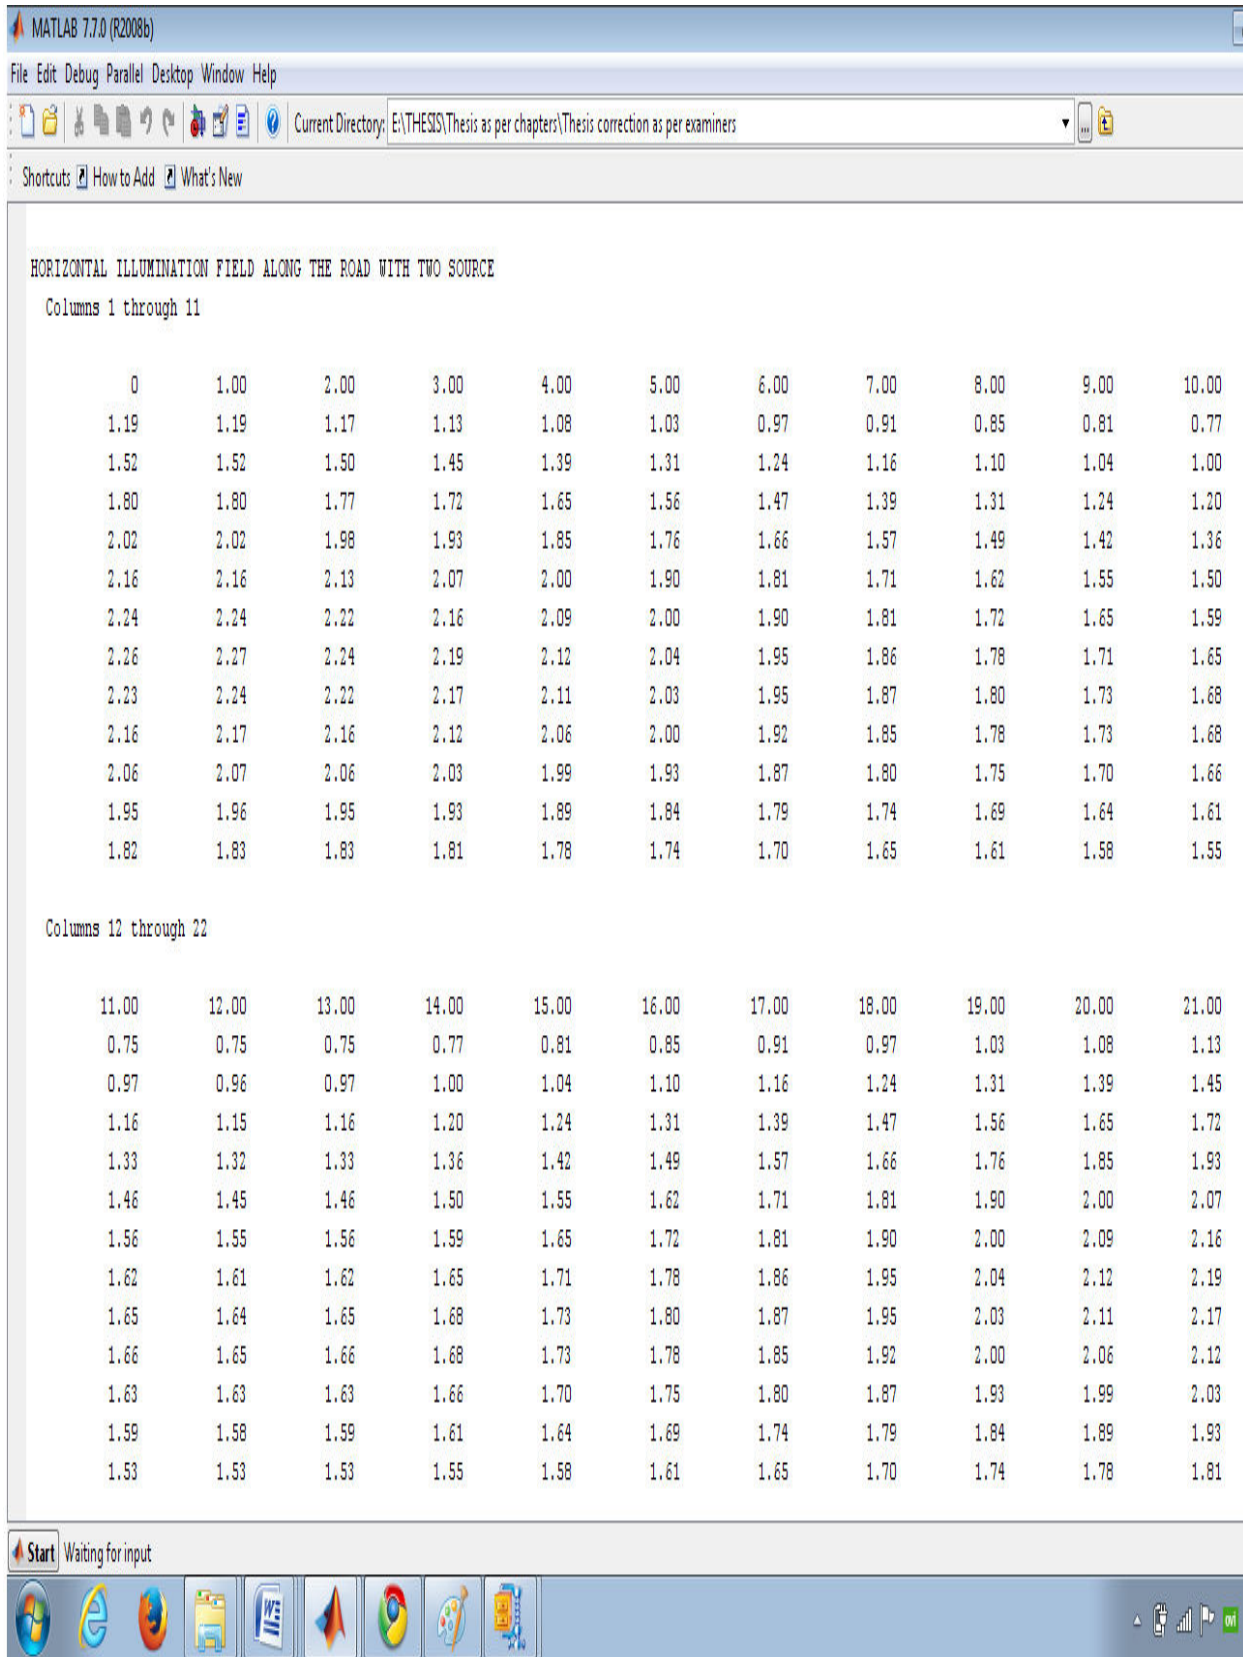 MATLAB 7.7.0 (R2008b)
File Edit Debug Parallel Desktop Window Help
Current Directory: E:\THESIS\Thesis as per chapters\Thesis correction as per examiners
Shortcuts How to Add What's New
HORIZONTAL ILLUMINATION FIELD ALONG THE ROAD WITH TWO SOURCE
Columns 1 through 11
0 1.00 2.00 3.00 4.00 5.00 6.00 7.00 8.00 9.00 10.00
1.19 1.19 1.17 1.13 1.08 1.03 0.97 0.91 0.85 0.81 0.77
1.52 1.52 1.50 1.45 1.39 1.31 1.24 1.16 1.10 1.04 1.00
1.80 1.80 1.77 1.72 1.65 1.56 1.47 1.39 1.31 1.24 1.20
2.02 2.02 1.98 1.93 1.85 1.76 1.66 1.57 1.49 1.42 1.36
2.16 2.16 2.13 2.07 2.00 1.90 1.81 1.71 1.62 1.55 1.50
2.24 2.24 2.22 2.16 2.09 2.00 1.90 1.81 1.72 1.65 1.59
2.26 2.27 2.24 2.19 2.12 2.04 1.95 1.86 1.78 1.71 1.65
2.23 2.24 2.22 2.17 2.11 2.03 1.95 1.87 1.80 1.73 1.68
2.16 2.17 2.16 2.12 2.06 2.00 1.92 1.85 1.78 1.73 1.68
2.06 2.07 2.06 2.03 1.99 1.93 1.87 1.80 1.75 1.70 1.66
1.95 1.96 1.95 1.93 1.89 1.84 1.79 1.74 1.69 1.64 1.61
1.82 1.83 1.83 1.81 1.78 1.74 1.70 1.65 1.61 1.58 1.55
Columns 12 through 22
11.00 12.00 13.00 14.00 15.00 16.00 17.00 18.00 19.00 20.00 21.00
0.75 0.75 0.75 0.77 0.81 0.85 0.91 0.97 1.03 1.08 1.13
0.97 0.96 0.97 1.00 1.04 1.10 1.16 1.24 1.31 1.39 1.45
1.16 1.15 1.16 1.20 1.24 1.31 1.39 1.47 1.56 1.65 1.72
1.33 1.32 1.33 1.36 1.42 1.49 1.57 1.66 1.76 1.85 1.93
1.46 1.45 1.46 1.50 1.55 1.62 1.71 1.81 1.90 2.00 2.07
1.56 1.55 1.56 1.59 1.65 1.72 1.81 1.90 2.00 2.09 2.16
1.62 1.61 1.62 1.65 1.71 1.78 1.86 1.95 2.04 2.12 2.19
1.65 1.64 1.65 1.68 1.73 1.80 1.87 1.95 2.03 2.11 2.17
1.66 1.65 1.66 1.68 1.73 1.78 1.85 1.92 2.00 2.06 2.12
1.63 1.63 1.63 1.66 1.70 1.75 1.80 1.87 1.93 1.99 2.03
1.59 1.58 1.59 1.61 1.64 1.69 1.74 1.79 1.84 1.89 1.93
1.53 1.53 1.53 1.55 1.58 1.61 1.65 1.70 1.74 1.78 1.81
Start Waiting for input
ovi